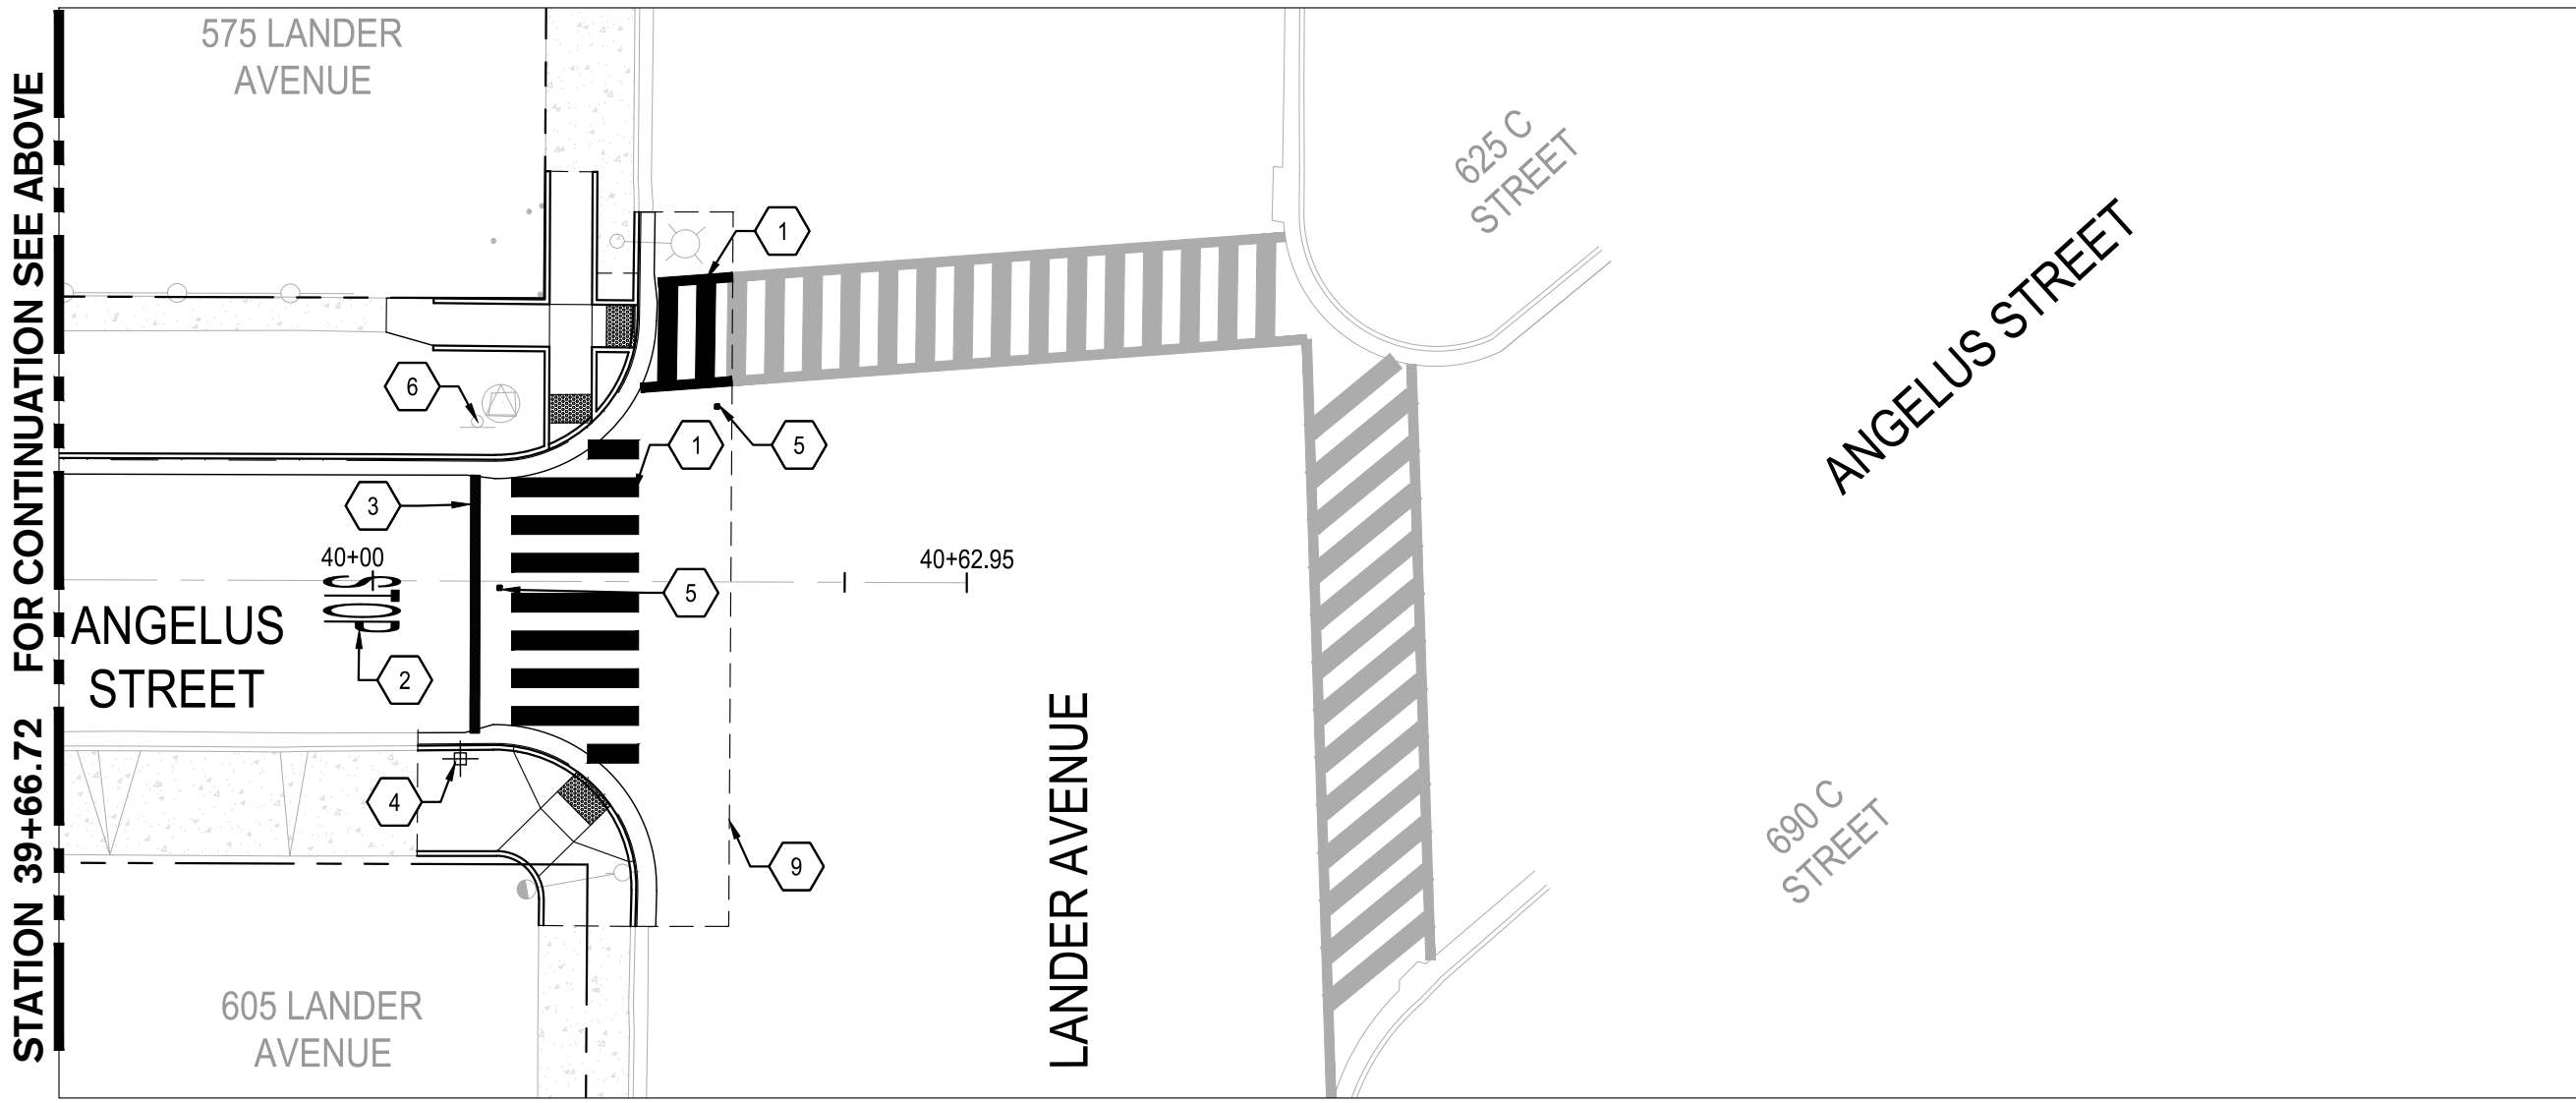 STATION 39+66.72 FOR CONTINUATION SEE ABOVE
575 LANDER
AVENUE
625 C
STREET
ANGELUS STREET
1
6
5
1
3
40+00
40+62.95
5
STOP
ANGELUS
STREET
2
LANDER AVENUE
4
9
690 C
STREET
605 LANDER
AVENUE